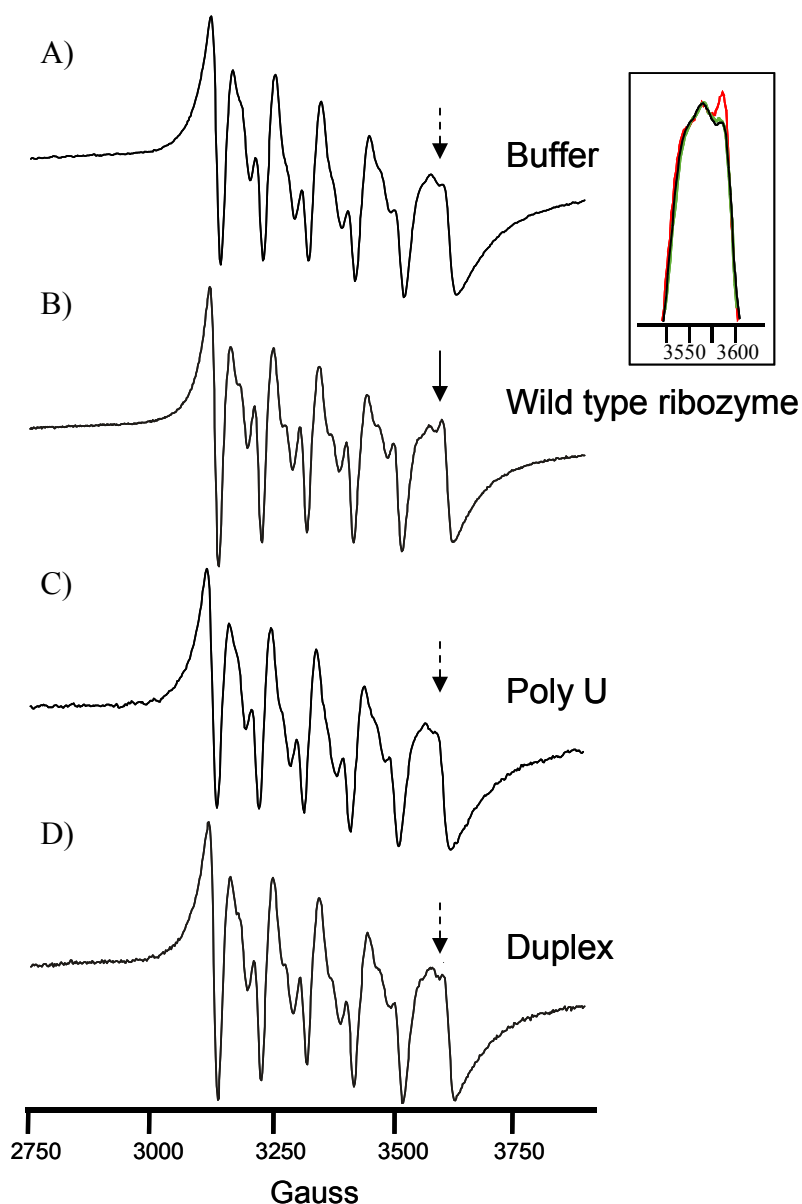 A)
Buffer
3550 3600
B)
Wild type ribozyme
C)
Poly U
D)
Duplex
2750 3000 3250 3500 3750
Gauss